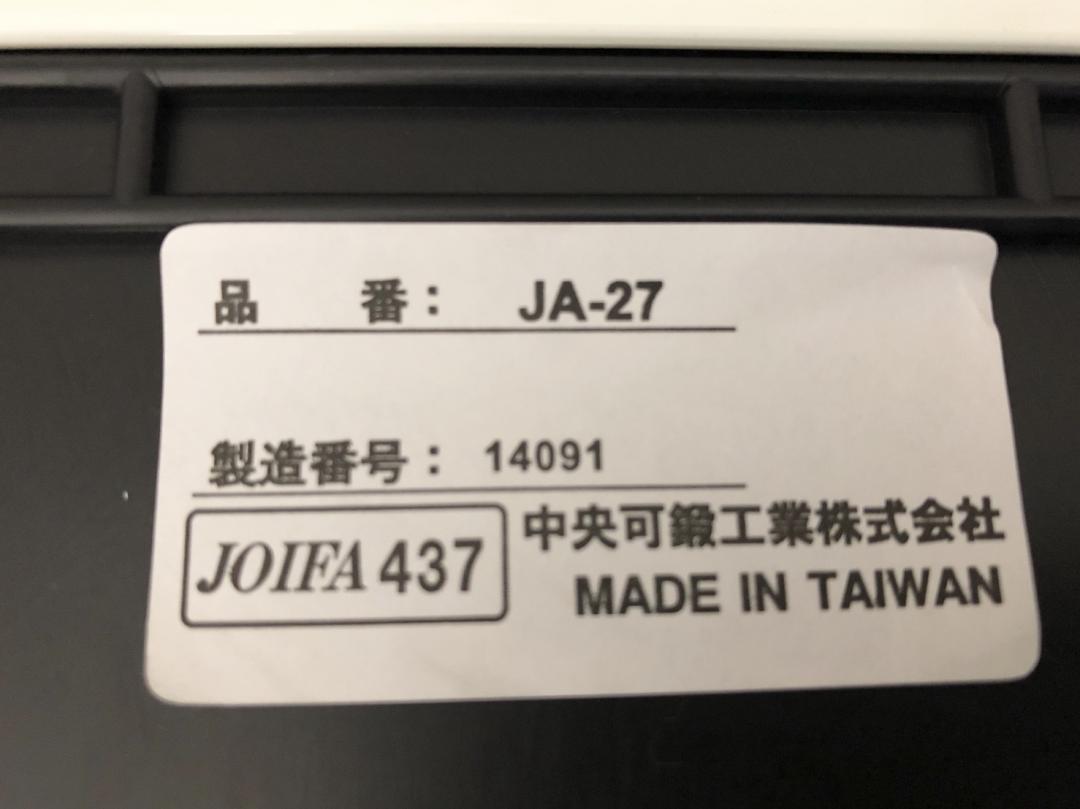 品　　番： JA-27
製造番号： 14091
JOIFA 437
中央可鍛工業株式会社
MADE IN TAIWAN